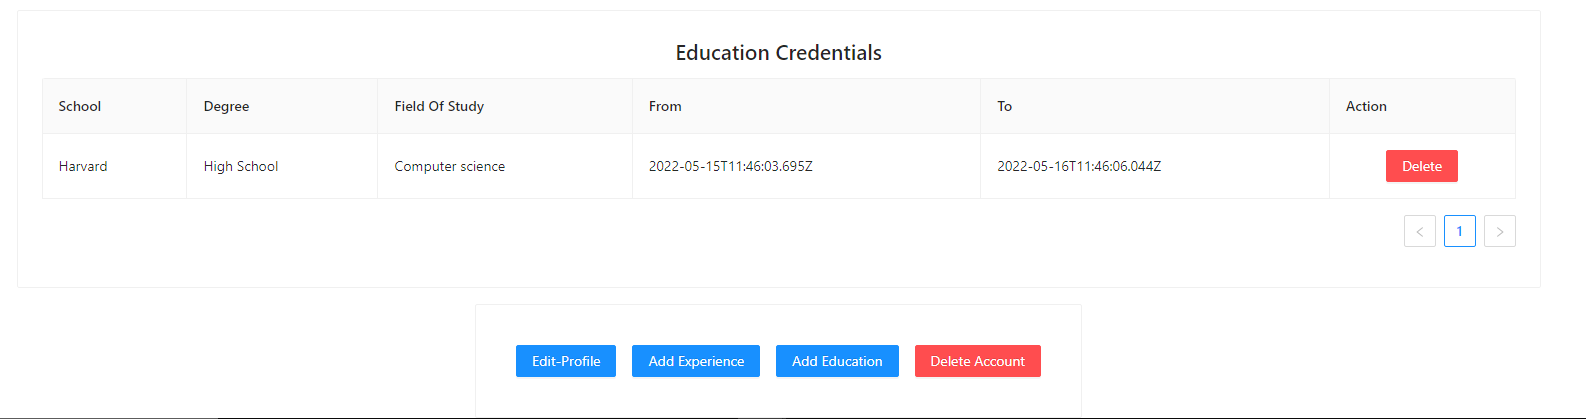 Education Credentials
School Degree Field Of Study From To Action
Harvard High School Computer science 2022-05-15T11:46:03.695Z 2022-05-16T11:46:06.044Z Delete
< 1 >
Edit-Profile Add Experience Add Education Delete Account